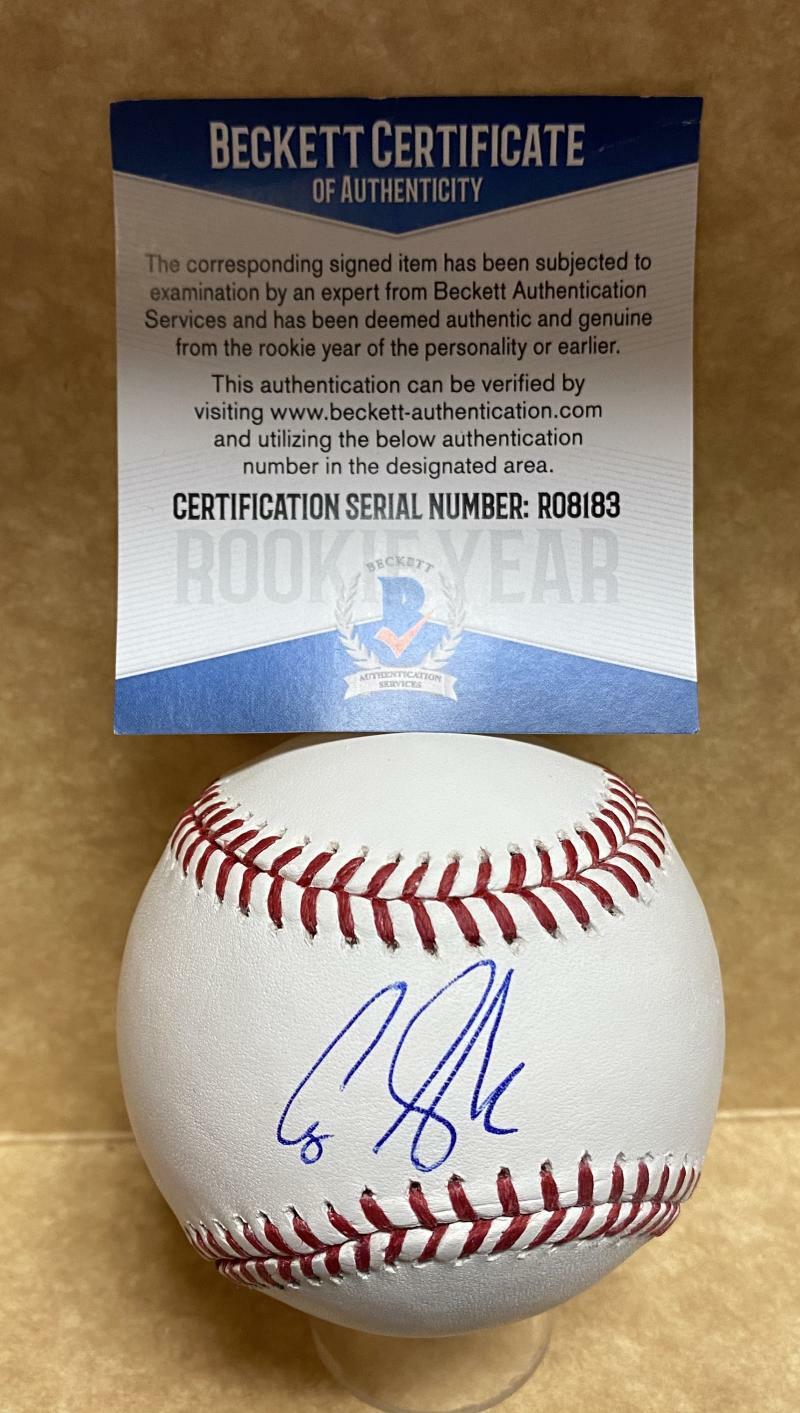 BECKETT CERTIFICATE
OF AUTHENTICITY
The corresponding signed item has been subjected to
examination by an expert from Beckett Authentication
Services and has been deemed authentic and genuine
from the rookie year of the personality or earlier.
This authentication can be verified by
visiting www.beckett-authentication.com
and utilizing the below authentication
number in the designated area.
CERTIFICATION SERIAL NUMBER: R08183
ROOKIE YEAR
BECKETT
B
AUTHENTICATION
SERVICES